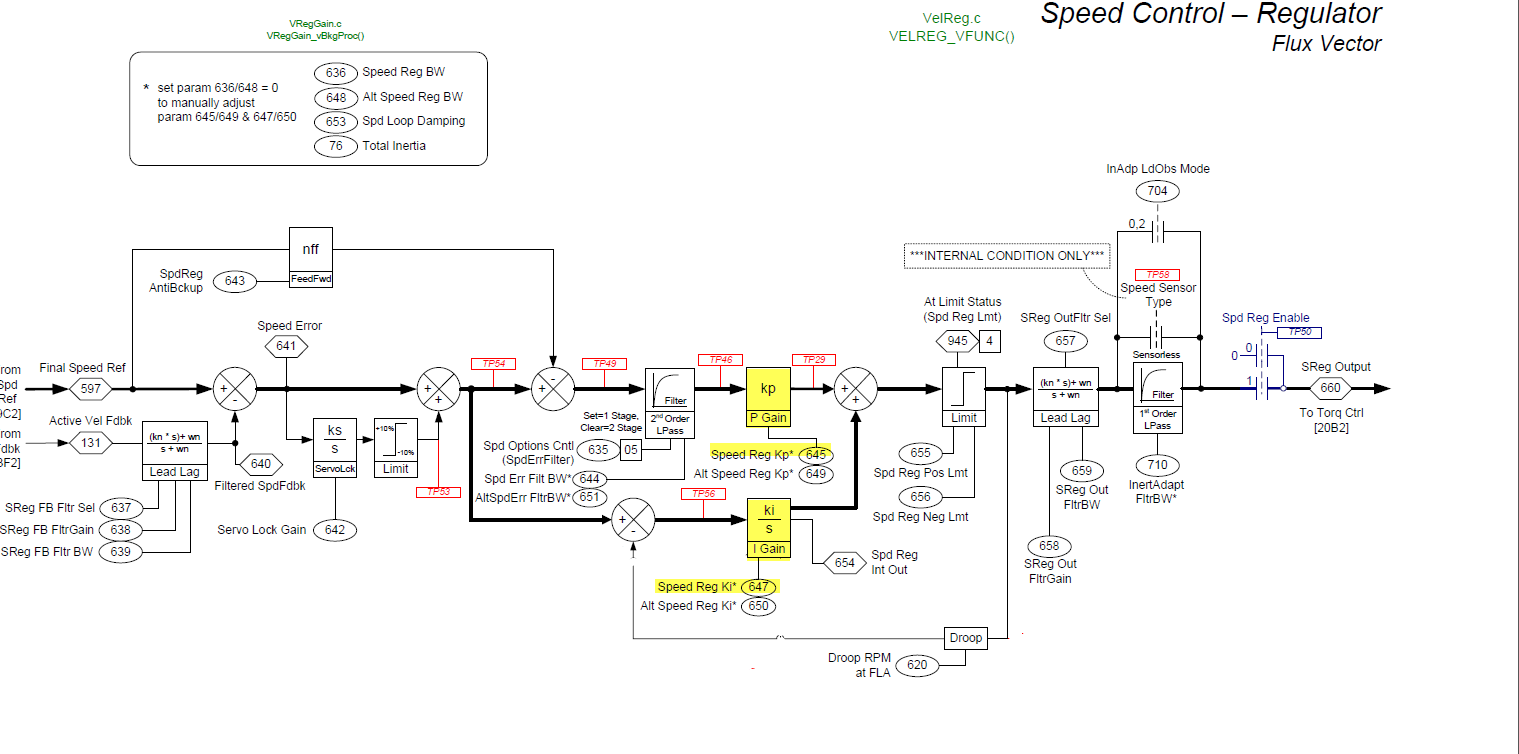 Speed Control – Regulator
Flux Vector
VRegGain.c
VRegGain_vBkgProc()
VelReg.c
VELREG_VFUNC()
* set param 636/648 = 0
to manually adjust
param 645/649 & 647/650
636 Speed Reg BW
648 Alt Speed Reg BW
653 Spd Loop Damping
76 Total Inertia
InAdp LdObs Mode
704
0,2
***INTERNAL CONDITION ONLY***
TP58
Speed Sensor
Type
Sensorless
nff
FeedFwd
SpdReg
AntiBckup
643
Speed Error
641
Final Speed Ref
597
Active Vel Fdbk
131
(kn * s)+ wn
s + wn
Lead Lag
640
Filtered SpdFdbk
SReg FB Fltr Sel 637
SReg FB FltrGain 638
SReg FB Fltr BW 639
+
-
ks
s
ServoLck
+10%
-10%
Limit
Servo Lock Gain 642
TP53
+
+
TP54
-
+
TP49
Filter
2nd Order
LPass
Set=1 Stage,
Clear=2 Stage
Spd Options Cntl
(SpdErrFilter)
635 05
Spd Err Filt BW* 644
AltSpdErr FltrBW* 651
TP46
kp
P Gain
Speed Reg Kp* 645
Alt Speed Reg Kp* 649
TP29
+
+
+
-
TP56
ki
s
I Gain
Speed Reg Ki* 647
Alt Speed Reg Ki* 650
654
Spd Reg
Int Out
At Limit Status
(Spd Reg Lmt)
945 4
Limit
655
Spd Reg Pos Lmt
656
Spd Reg Neg Lmt
Droop
Droop RPM
at FLA
620
SReg OutFltr Sel
657
(kn * s)+ wn
s + wn
Lead Lag
659
SReg Out
FltrBW
658
SReg Out
FltrGain
Filter
1st Order
LPass
710
InertAdapt
FltrBW*
Spd Reg Enable
TP50
0
0
1
SReg Output
660
To Torq Ctrl
[20B2]